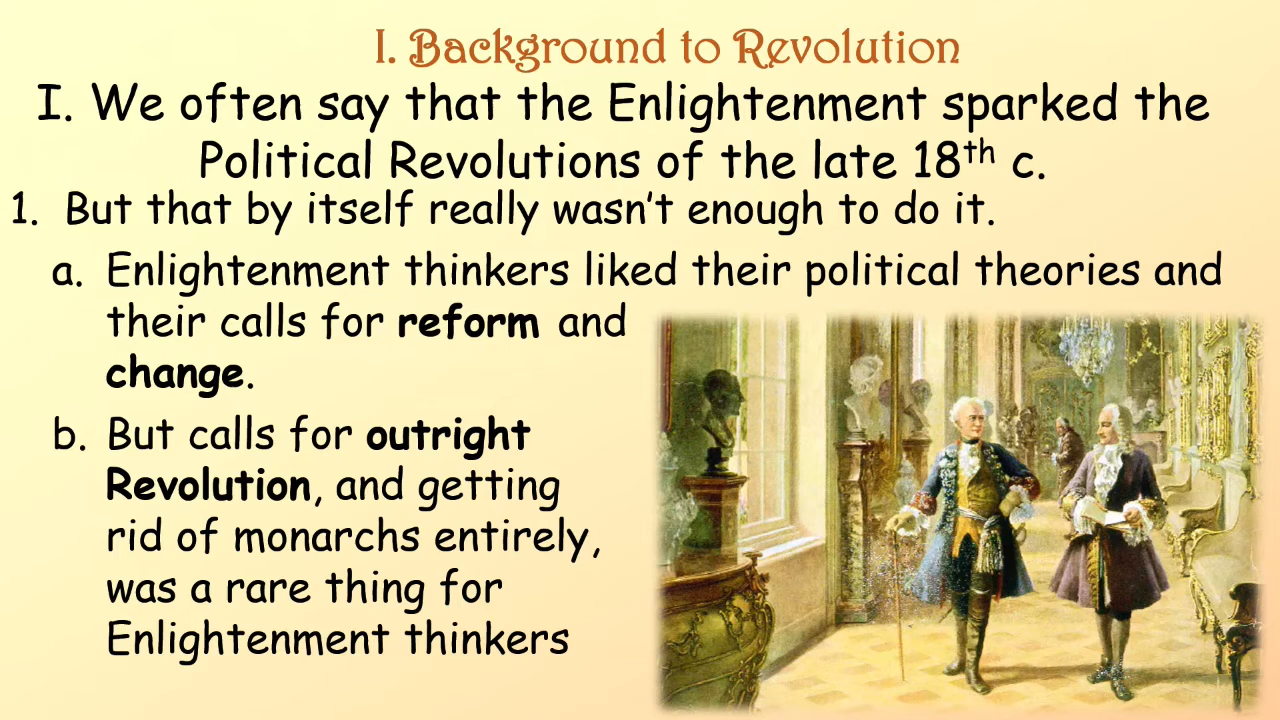 I. Background to Revolution
I. We often say that the Enlightenment sparked the
Political Revolutions of the late 18th c.
1. But that by itself really wasn't enough to do it.
a. Enlightenment thinkers liked their political theories and
their calls for reform and
change.
b. But calls for outright
Revolution, and getting
rid of monarchs entirely,
was a rare thing for
Enlightenment thinkers